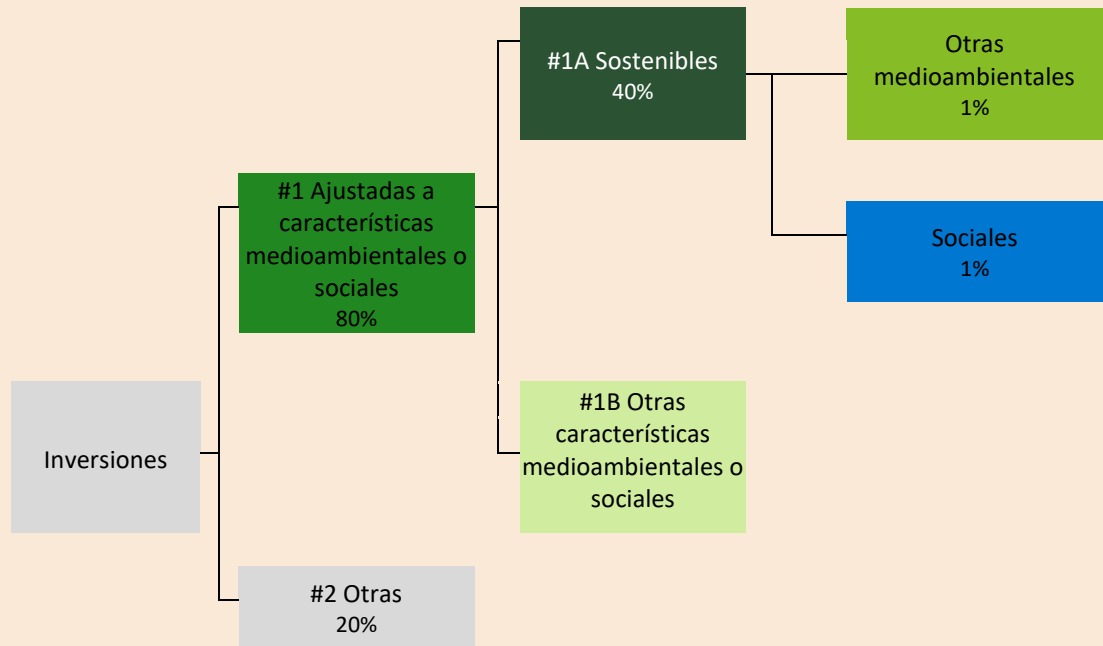 #1A Sostenibles
40%
Otras
medioambientales
1%
#1 Ajustadas a
características
medioambientales o
sociales
80%
Sociales
1%
Inversiones
#1B Otras
características
medioambientales o
sociales
#2 Otras
20%